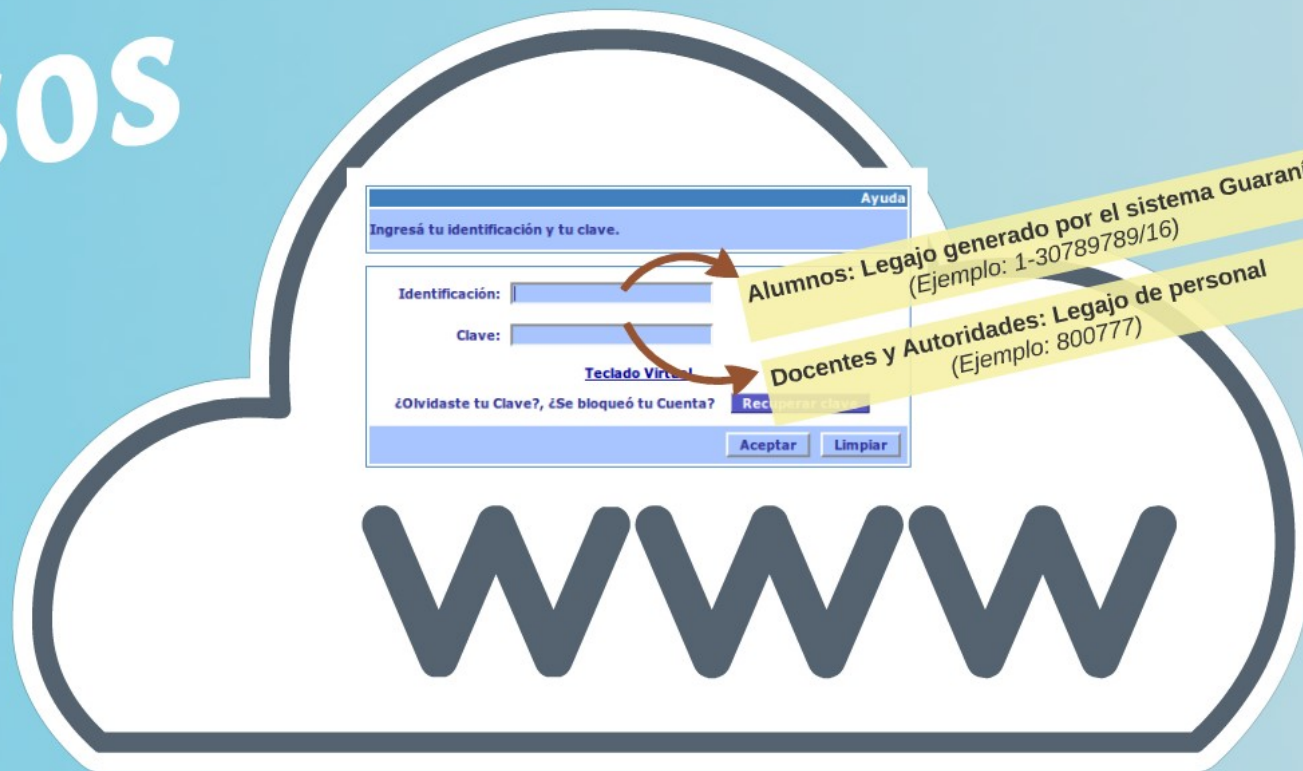 sos
Ayuda
Ingresá tu identificación y tu clave.
Identificación:
Clave:
Teclado Virtual
¿Olvidaste tu Clave?, ¿Se bloqueó tu Cuenta? Recuperar clave
Aceptar Limpiar
Alumnos: Legajo generado por el sistema Guaraní
(Ejemplo: 1-30789789/16)
Docentes y Autoridades: Legajo de personal
(Ejemplo: 800777)
www